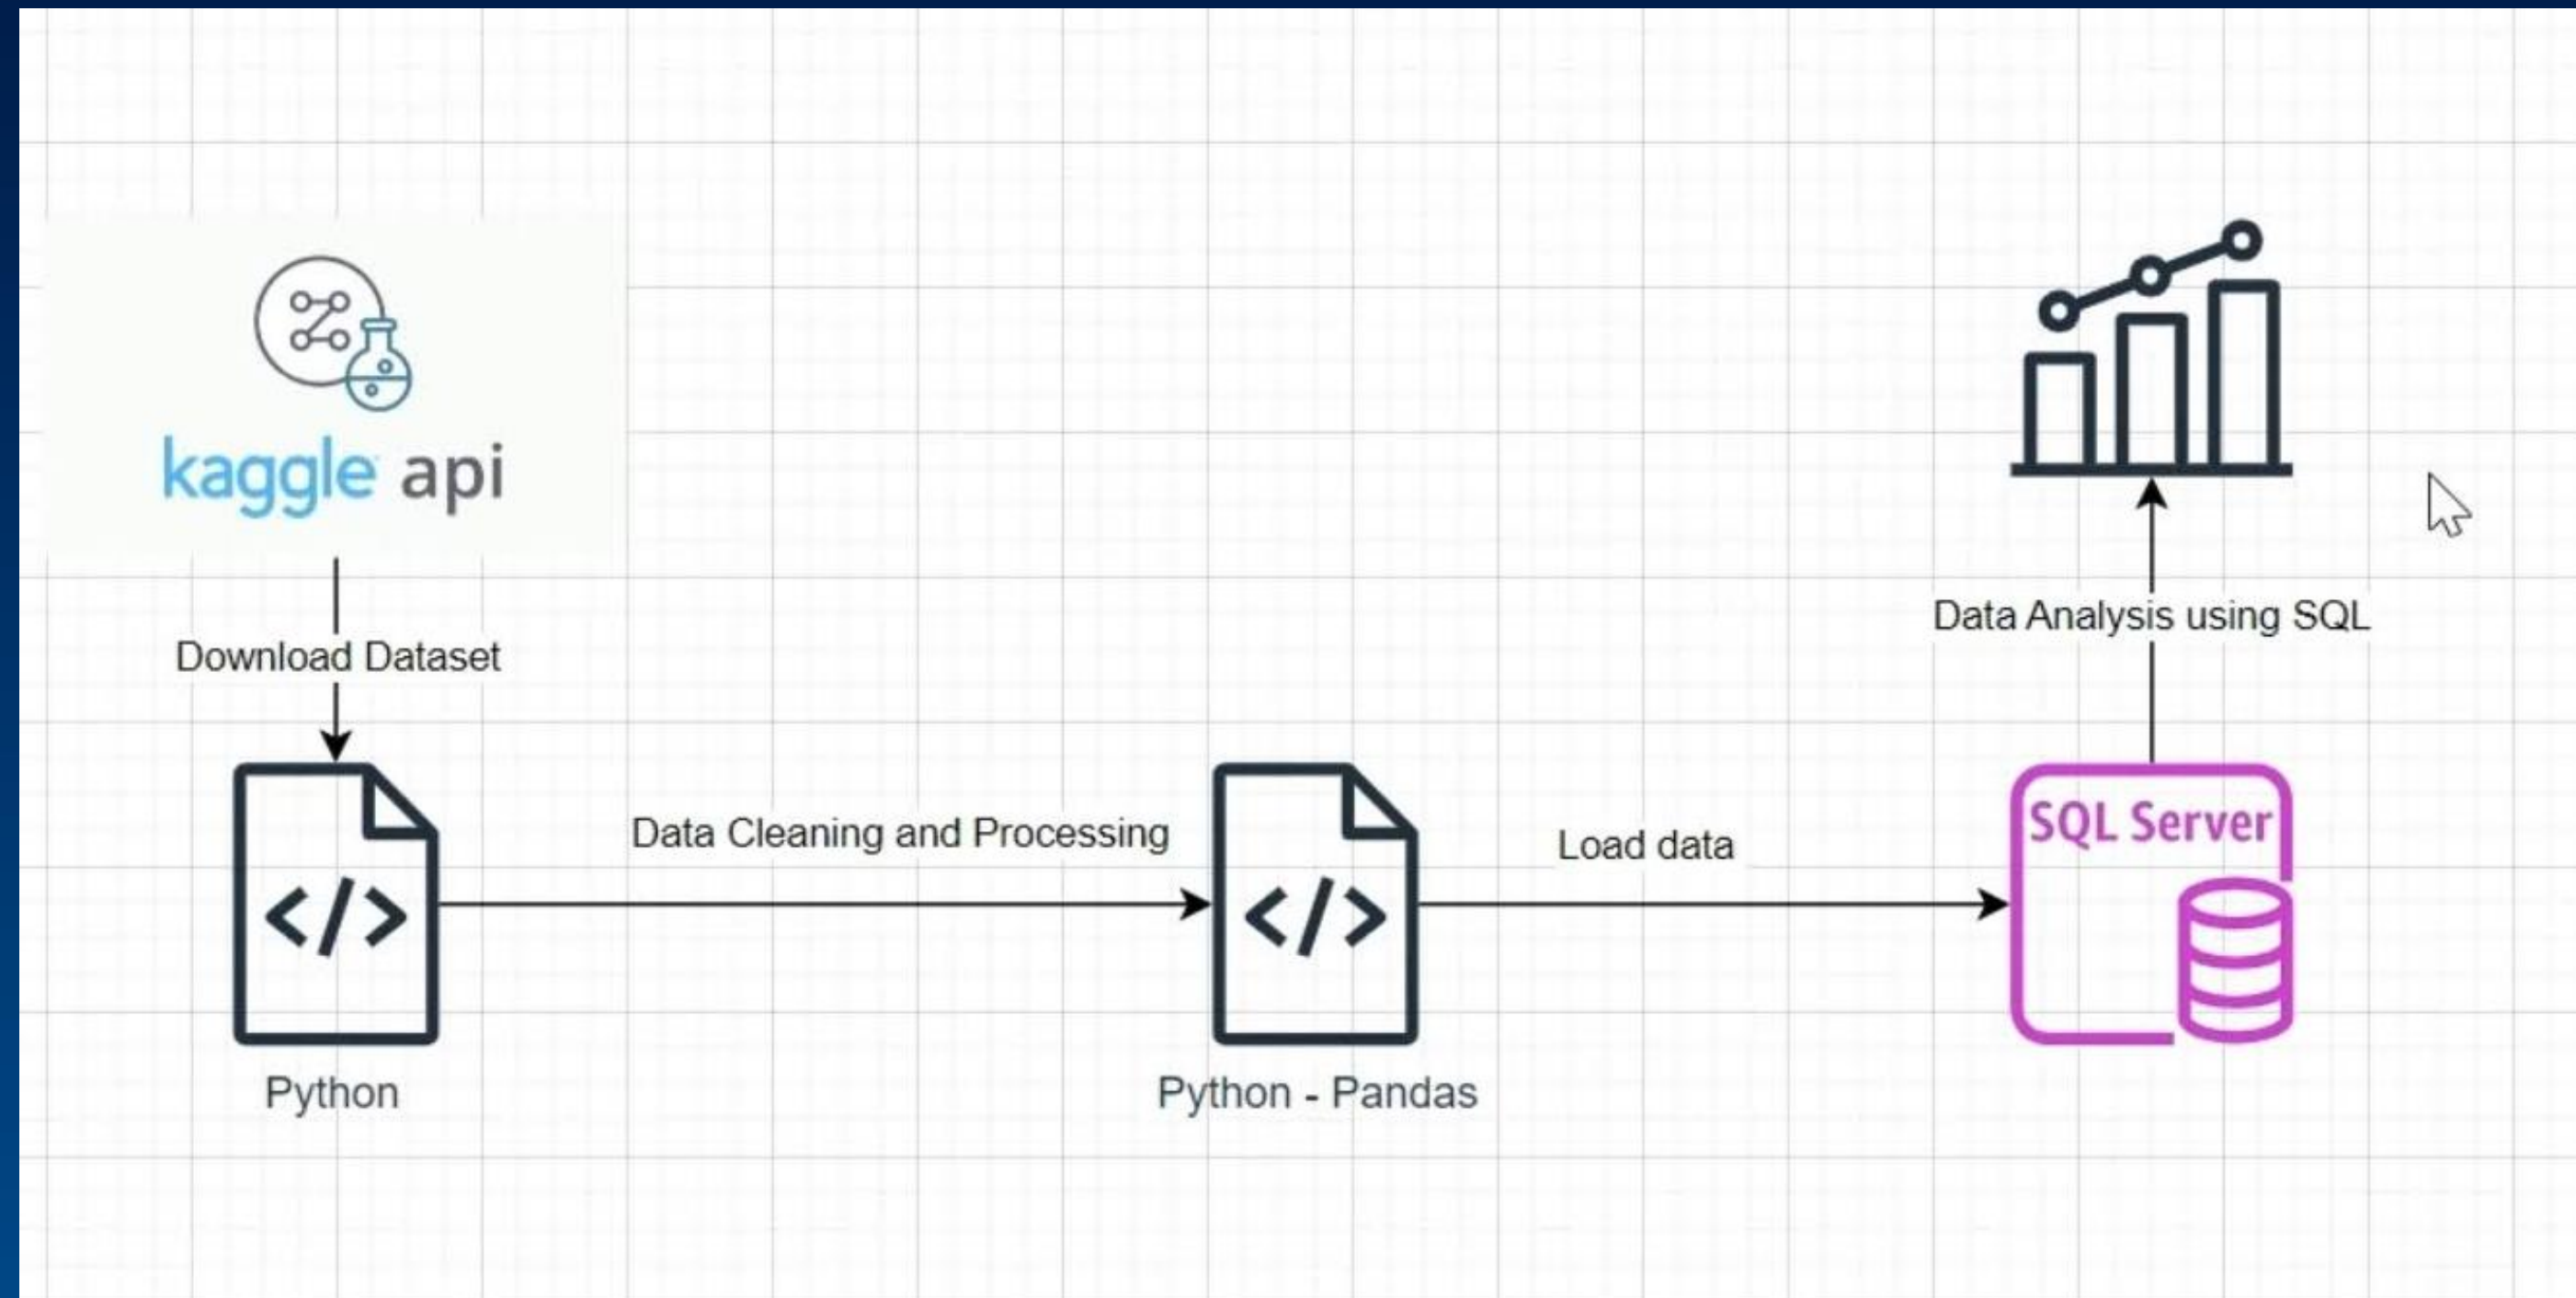 kaggle api
Download Dataset
Python
Data Cleaning and Processing
Python - Pandas
Load data
SQL Server
Data Analysis using SQL